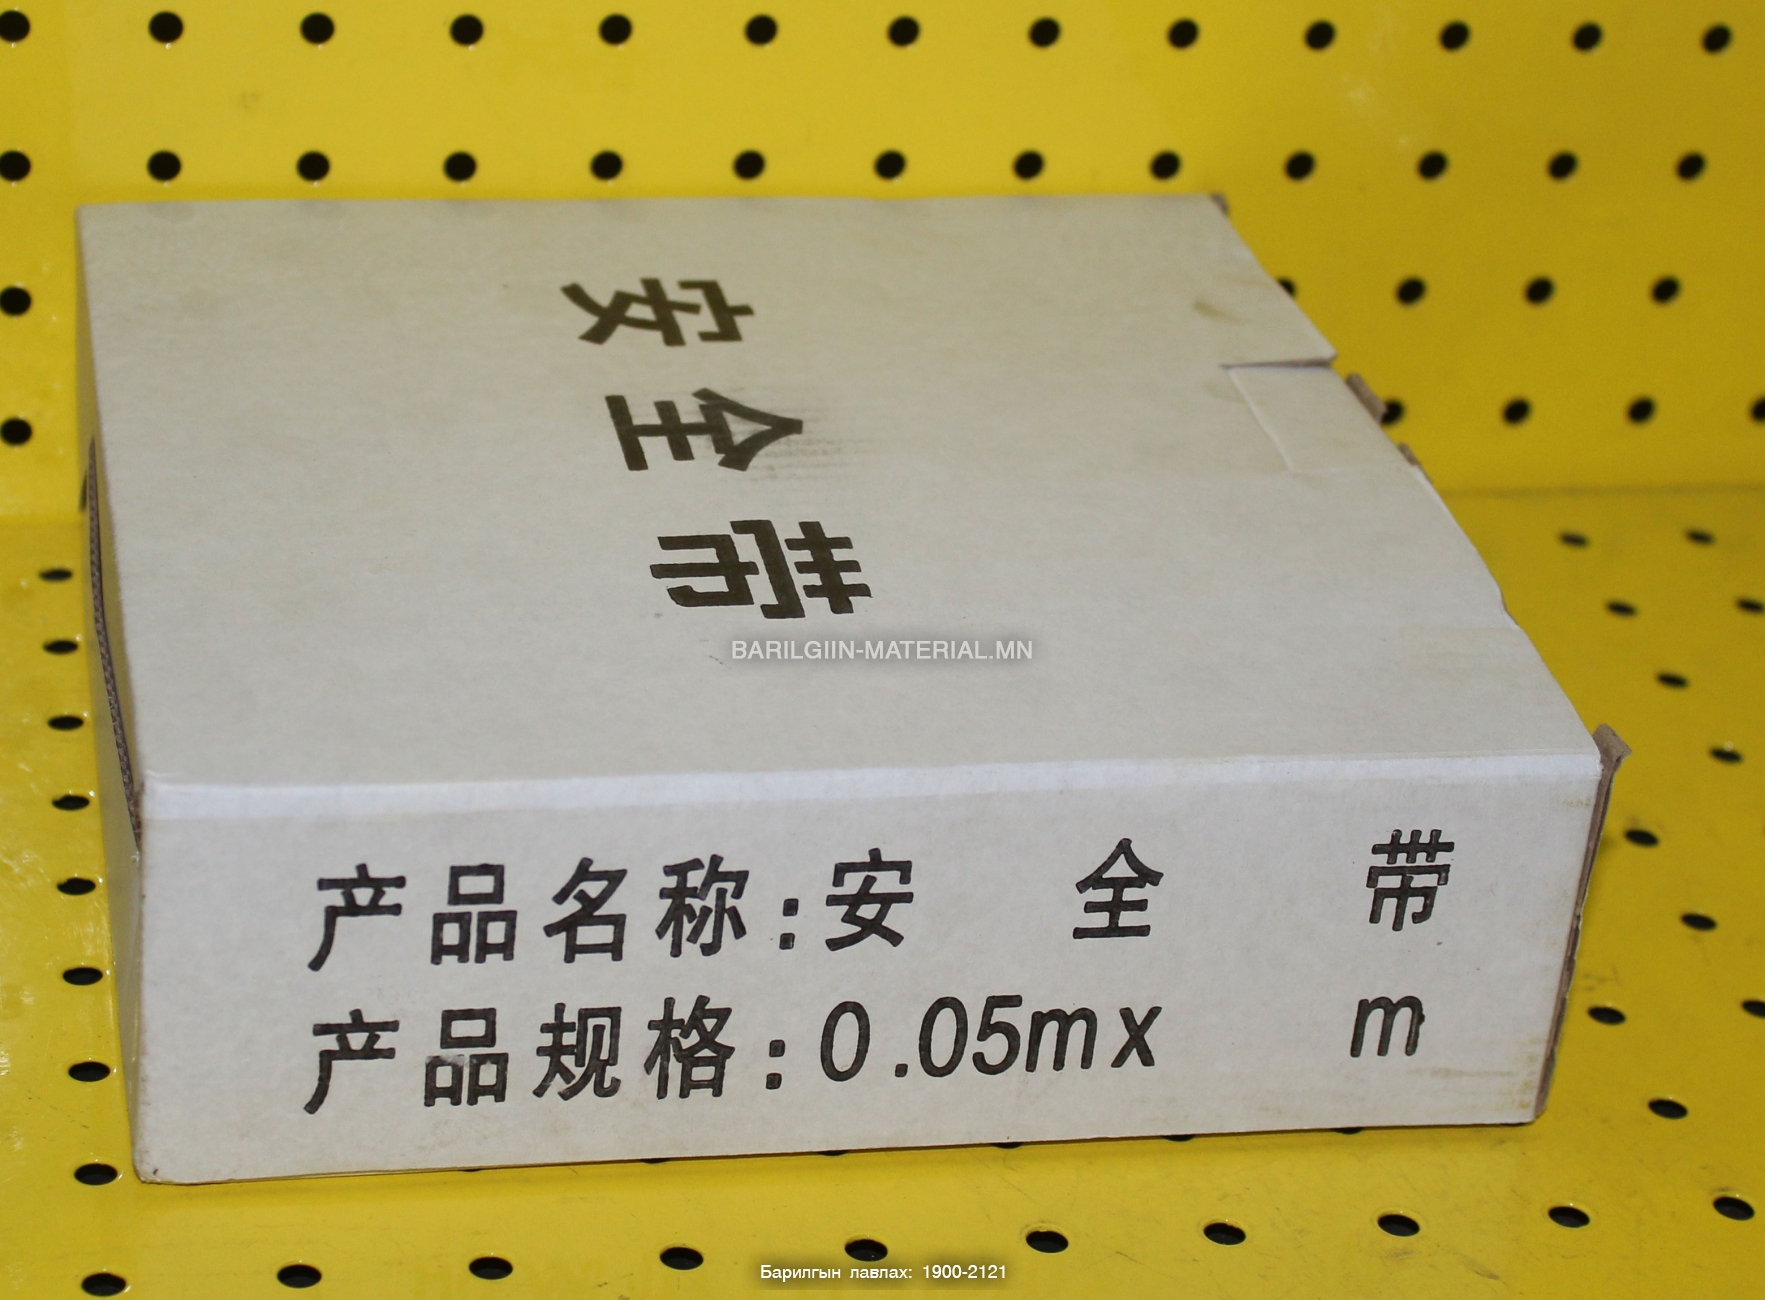 安全带
BARILGIIN-MATERIAL.MN
产品名称:安 全 带
产品规格:0.05m x m
Барилгын лавлах: 1900-2121